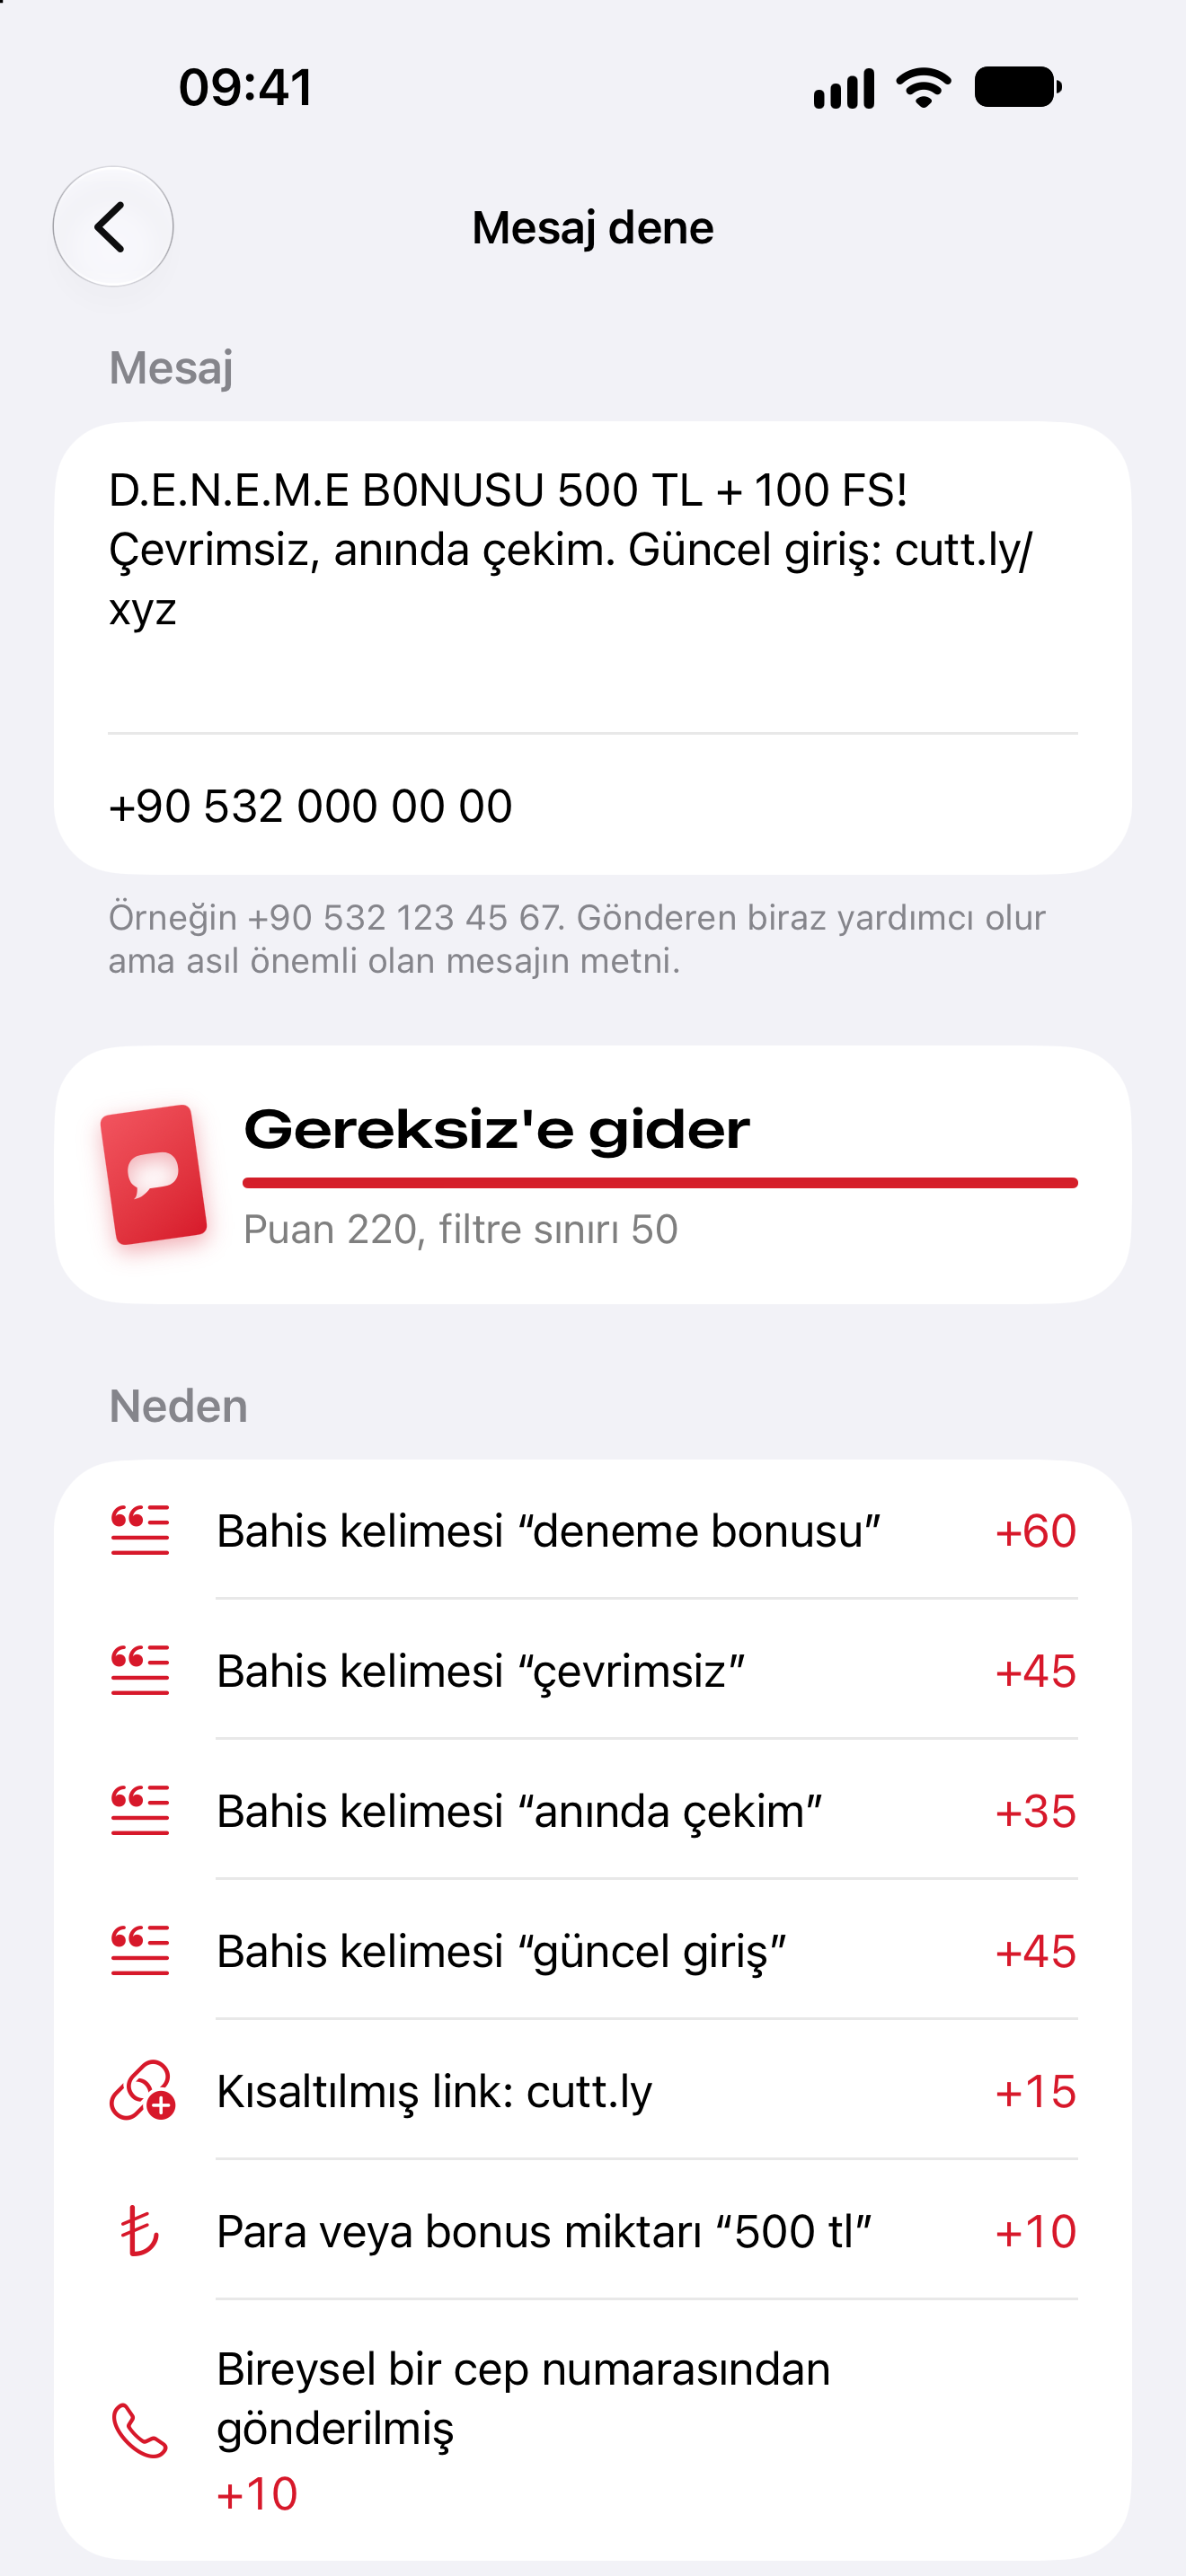 09:41
Mesaj dene
Mesaj
D.E.N.E.M.E B0NUSU 500 TL + 100 FS!
Çevrimsiz, anında çekim. Güncel giriş: cutt.ly/
xyz
+90 532 000 00 00
Örneğin +90 532 123 45 67. Gönderen biraz yardımcı olur
ama asıl önemli olan mesajın metni.
Gereksiz'e gider
Puan 220, filtre sınırı 50
Neden
Bahis kelimesi “deneme bonusu” +60
Bahis kelimesi “çevrimsiz” +45
Bahis kelimesi “anında çekim” +35
Bahis kelimesi “güncel giriş” +45
Kısaltılmış link: cutt.ly +15
Para veya bonus miktarı “500 tl” +10
Bireysel bir cep numarasından
gönderilmiş
+10